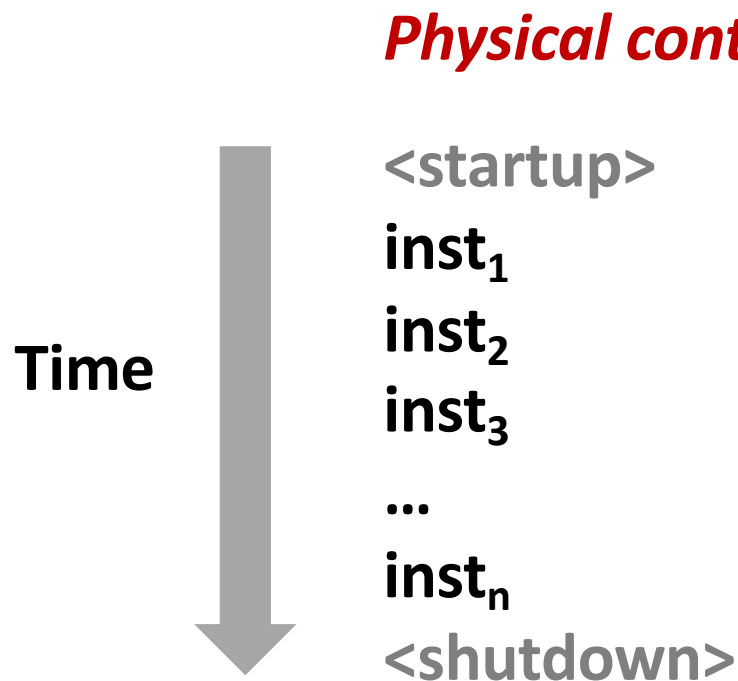 Physical cont
<startup>
inst₁
inst₂
Time
inst₃
...
instₙ
<shutdown>